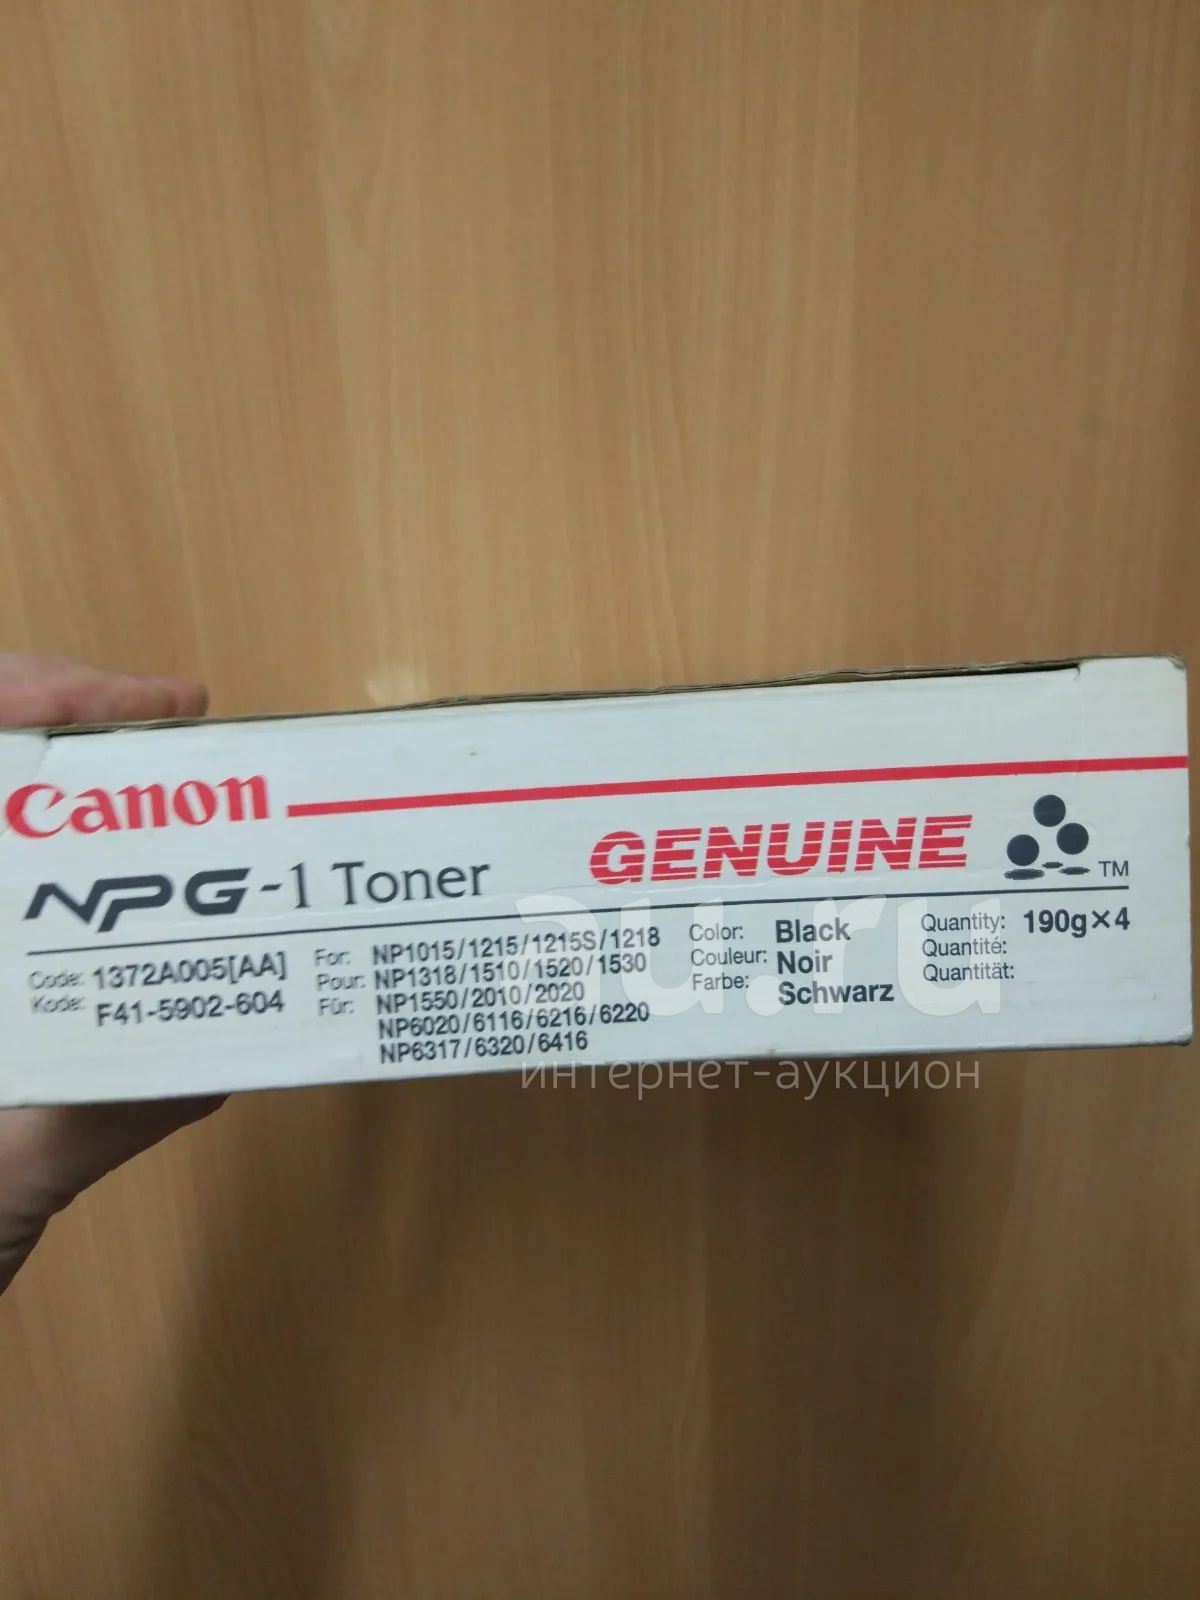 Canon
NPG-1 Toner
GENUINE
TM
Code: 1372A005[AA]
Kode: F41-5902-604
For: NP1015/1215/1215S/1218
Pour: NP1318/1510/1520/1530
Für: NP1550/2010/2020
NP6020/6116/6216/6220
NP6317/6320/6416
Color: Black
Couleur: Noir
Farbe: Schwarz
Quantity: 190g×4
Quantité:
Quantität:
au.ru
интернет-аукцион